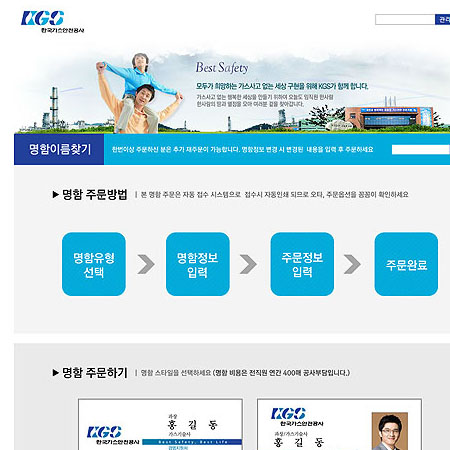 KGS
한국가스안전공사
관리
Best Safety
모두가 희망하는 가스사고 없는 세상 구현을 위해 KGS가 함께 합니다.
가스사고 없는 행복한 세상을 만들기 위하여 오늘도 임직원 한사람
한사람의 땀과 열정을 모아 여러분 곁을 찾아갑니다.
명함이름찾기
한번이상 주문하신 분은 추가 재주문이 가능합니다. 명함정보 변경 시 변경된 내용을 입력 후 주문하세요
▶ 명함 주문방법 | 본 명함 주문은 자동 접수 시스템으로 접수시 자동인쇄 되므로 오타, 주문옵션을 꼼꼼이 확인하세요
명함유형
선택
명함정보
입력
주문정보
입력
주문완료
▶ 명함 주문하기 | 명함 스타일을 선택하세요 (명함 비용은 전직원 연간 400매 공사부담입니다.)
KGS
한국가스안전공사
과장
홍 길 동
가스기술사
Best Safety, Best Life
경영지원처
KGS
한국가스안전공사
과장/가스기술사
홍 길 동